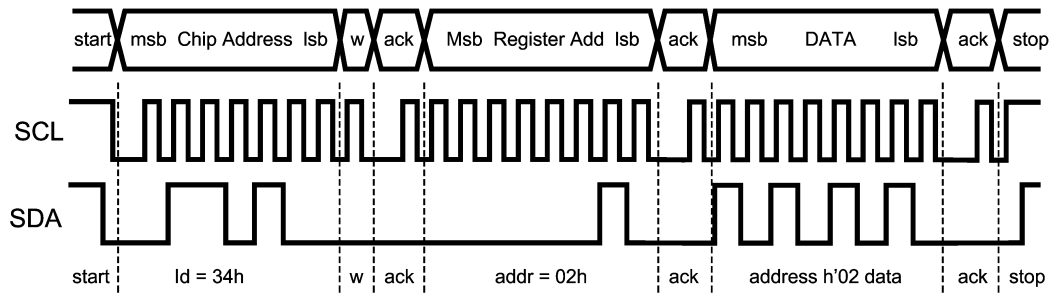 start msb Chip Address lsb w ack Msb Register Add lsb ack msb DATA lsb ack stop
SCL
SDA
start Id = 34h w ack addr = 02h ack address h'02 data ack stop